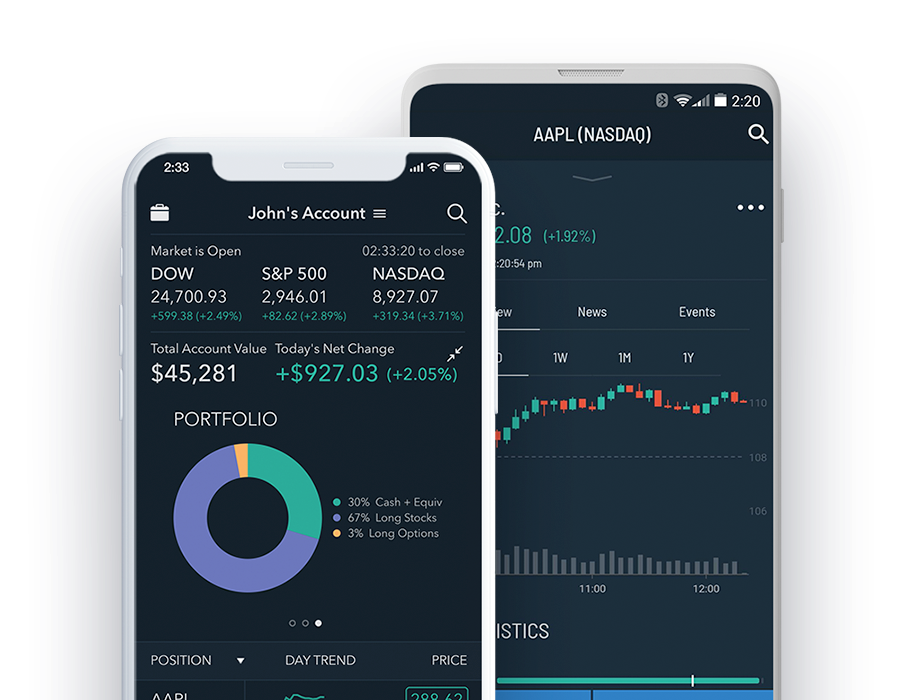 2:33
John's Account
Market is Open 02:33:20 to close
DOW S&P 500 NASDAQ
24,700.93 2,946.01 8,927.07
+599.38 (+2.49%) +82.62 (+2.89%) +319.34 (+3.71%)
Total Account Value Today's Net Change
$45,281 +$927.03 (+2.05%)
PORTFOLIO
30% Cash + Equiv
67% Long Stocks
3% Long Options
POSITION DAY TREND PRICE
AAPL 288.62
2:20
AAPL (NASDAQ)
C.
2.08 (+1.92%)
:20:54 pm
ew News Events
1W 1M 1Y
110
108
106
11:00 12:00
ISTICS